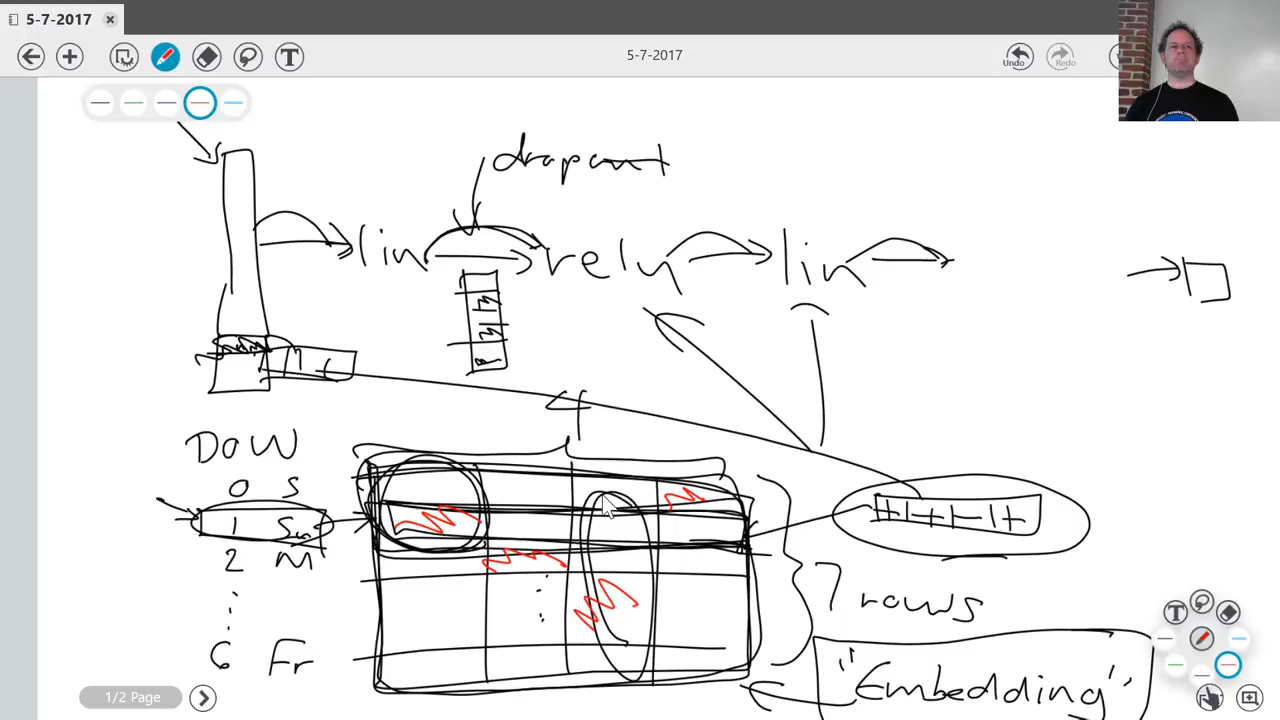 5-7-2017
5-7-2017
Undo
Redo
dropout
lin relu lin
4
DoW
0 S
1 Sn
2 M
6 Fr
7 rows
"Embedding"
1/2 Page